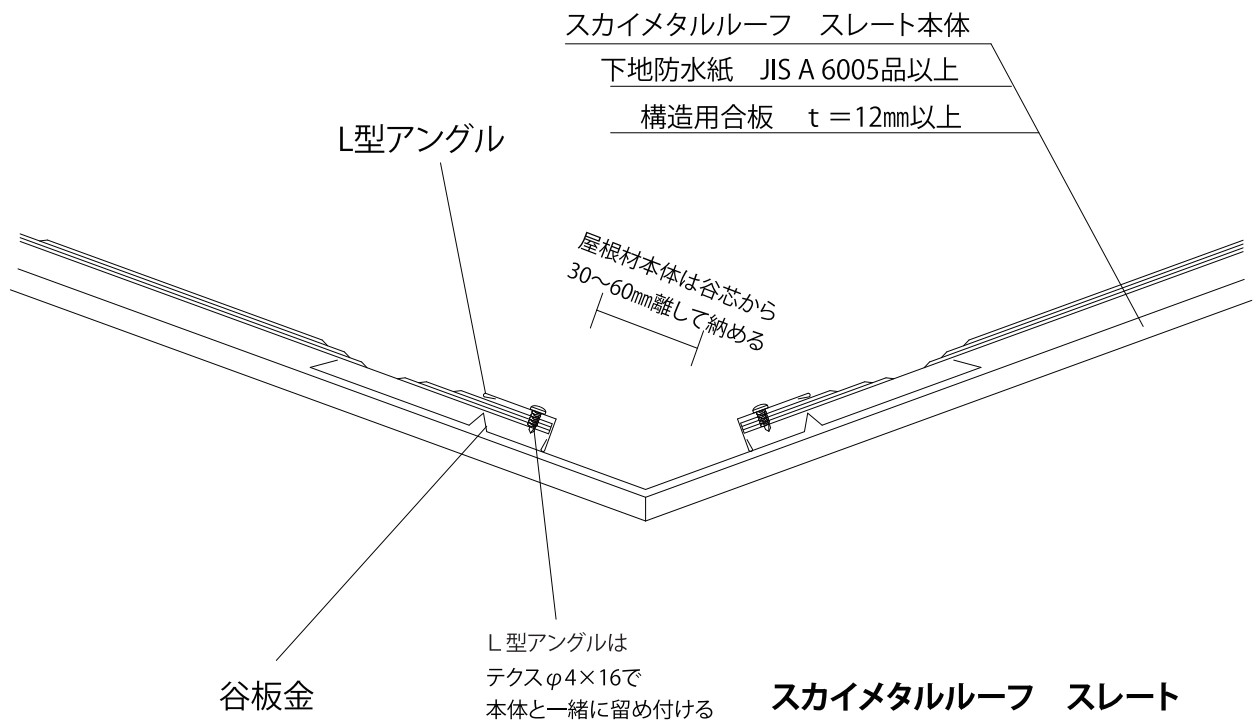 スカイメタルルーフ　スレート本体
下地防水紙　JIS A 6005品以上
構造用合板　t＝12㎜以上
L型アングル
屋根材本体は谷芯から
30～60㎜離して納める
谷板金
L型アングルは
テクスφ4×16で
本体と一緒に留め付ける
スカイメタルルーフ　スレート